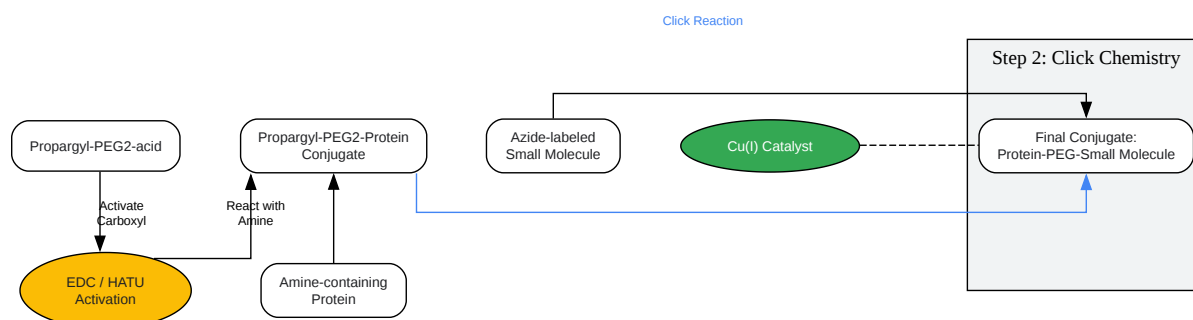 Click Reaction
Step 2: Click Chemistry
Propargyl-PEG2-acid
Propargyl-PEG2-Protein
Conjugate
Azide-labeled
Small Molecule
Cu(I) Catalyst
Final Conjugate:
Protein-PEG-Small Molecule
Activate
Carboxyl
React with
Amine
EDC / HATU
Activation
Amine-containing
Protein